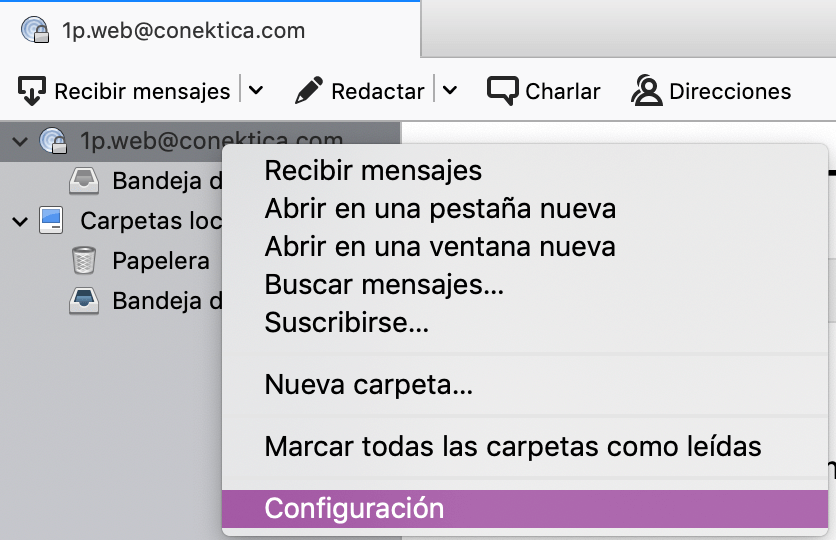 1p.web@conektica.com
Recibir mensajes
Redactar
Charlar
Direcciones
1p.web@conektica.com
Bandeja d
Carpetas loc
Papelera
Bandeja d
Recibir mensajes
Abrir en una pestaña nueva
Abrir en una ventana nueva
Buscar mensajes...
Suscribirse...
Nueva carpeta...
Marcar todas las carpetas como leídas
Configuración